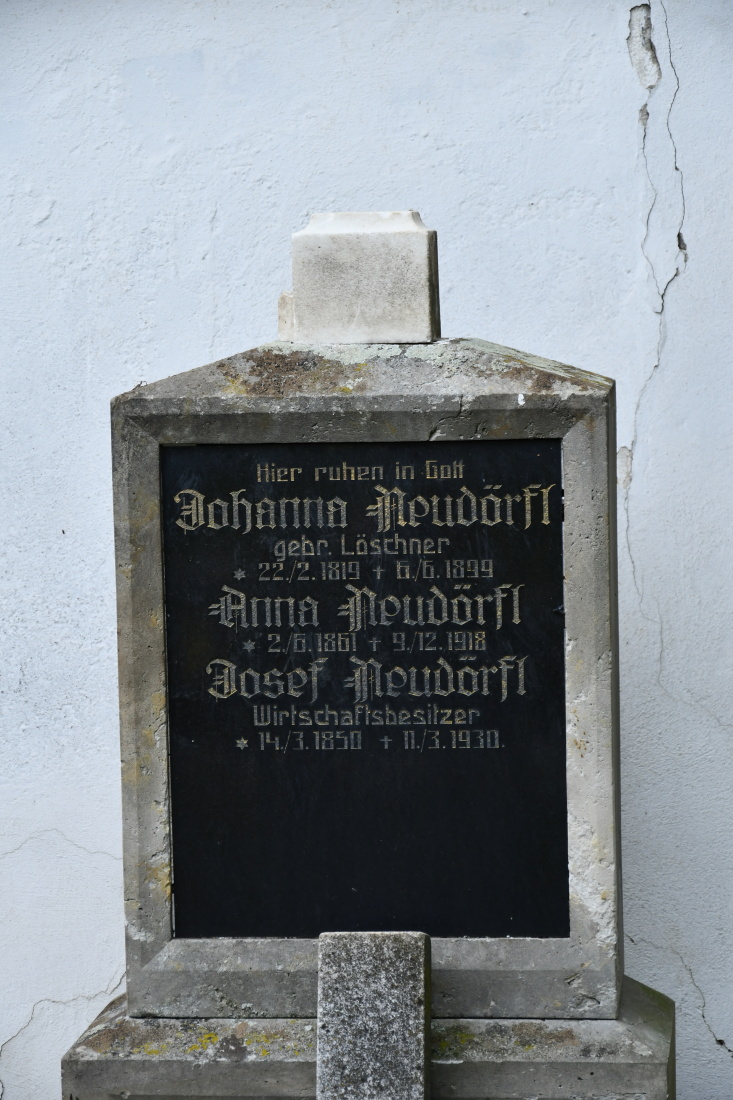 Hier ruhen in Gott
Johanna Neudörfl
gebr. Löschner
* 22./2.1819 + 6./6.1899
Anna Neudörfl
* 2./6.1861 + 9./12.1918
Josef Neudörfl
Wirtschaftsbesitzer
* 14./3.1850 + 11./3.1930.